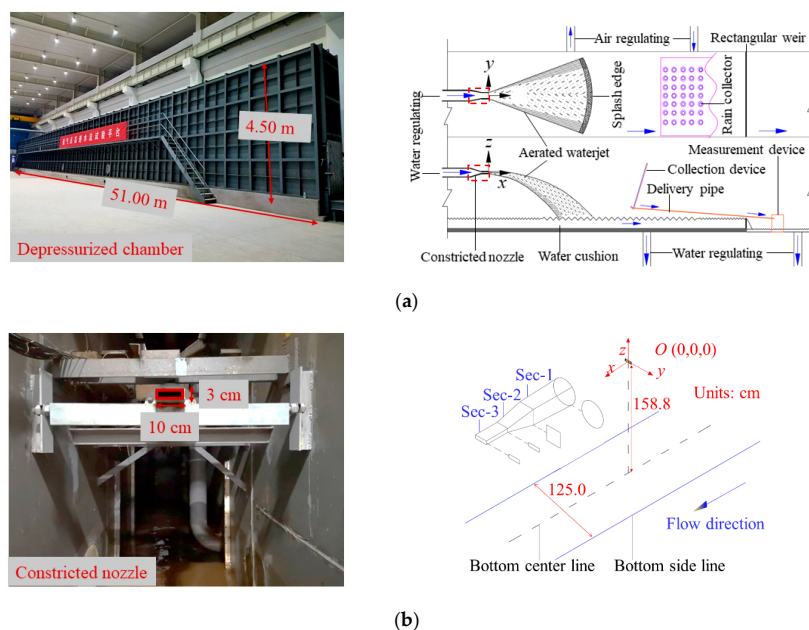 4.50 m
51.00 m
Depressurized chamber
Air regulating
Rectangular weir
y
Water regulating
Splash edge
Rain collector
Aerated waterjet
Measurement device
z
Collection device
x
Delivery pipe
Constricted nozzle
Water cushion
Water regulating
(a)
3 cm
10 cm
Constricted nozzle
z
O (0,0,0)
x
y
Sec-1
Sec-2
Sec-3
Units: cm
158.8
125.0
Flow direction
Bottom center line
Bottom side line
(b)